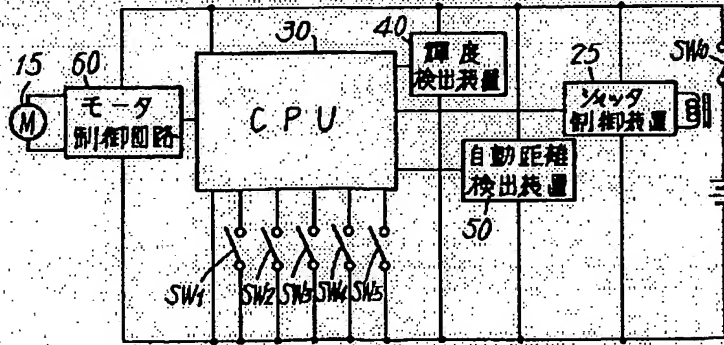 30
40
輝度
検出装置
25
SW0
15
60
M
モータ
制御回路
CPU
シャッタ
制御装置
自動距離
検出装置
50
SW1
SW2
SW3
SW4
SW5